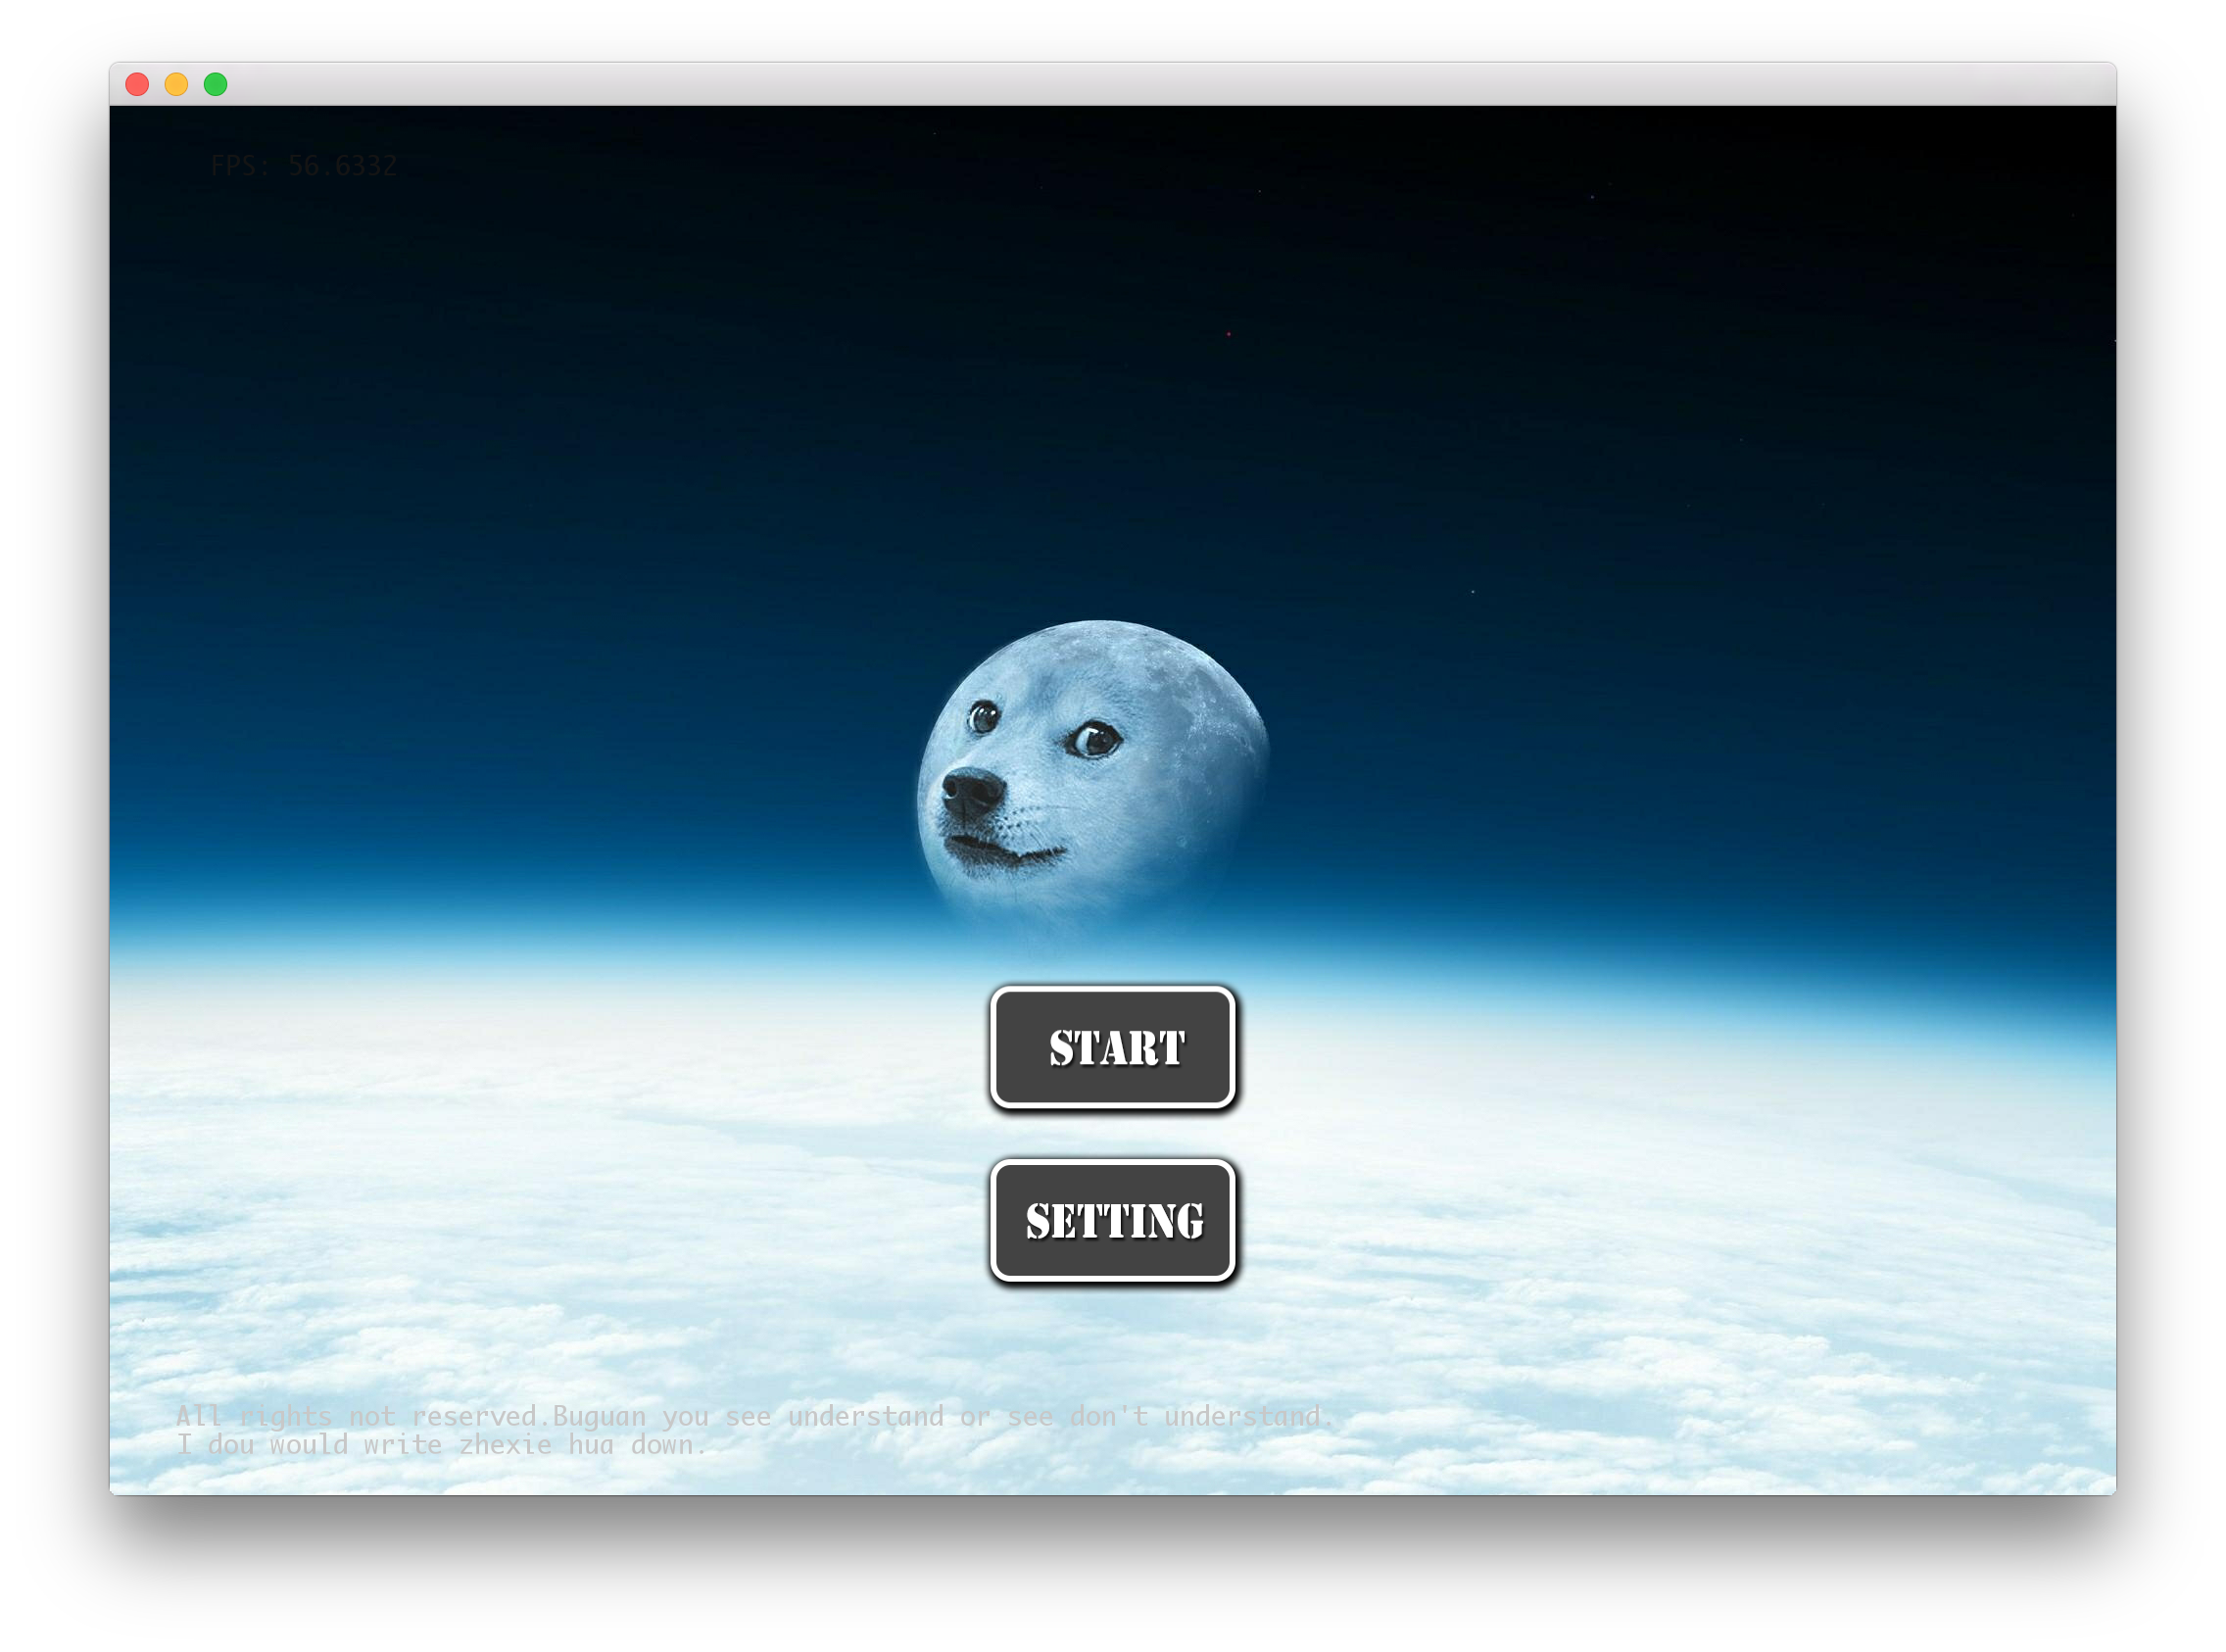 FPS: 56.6332
START
SETTING
All rights not reserved.Buguan you see understand or see don't understand.
I dou would write zhexie hua down.